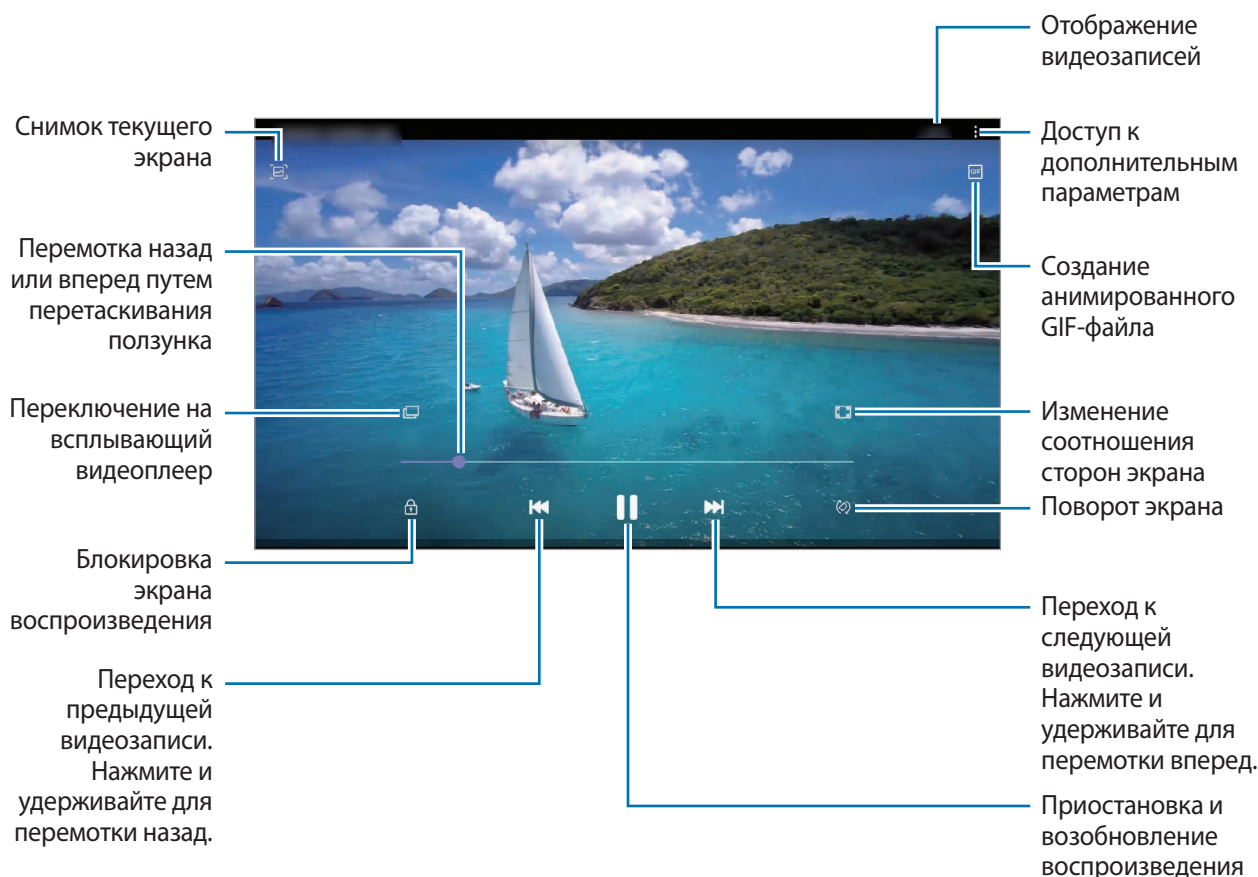 Отображение
видеозаписей
Снимок текущего
экрана
Доступ к
дополнительным
параметрам
GIF
Перемотка назад
или вперед путем
перетаскивания
ползунка
Создание
анимированного
GIF-файла
Переключение на
всплывающий
видеоплеер
Изменение
соотношения
сторон экрана
Поворот экрана
Блокировка
экрана
воспроизведения
Переход к
предыдущей
видеозаписи.
Нажмите и
удерживайте для
перемотки назад.
Переход к
следующей
видеозаписи.
Нажмите и
удерживайте для
перемотки вперед.
Приостановка и
возобновление
воспроизведения